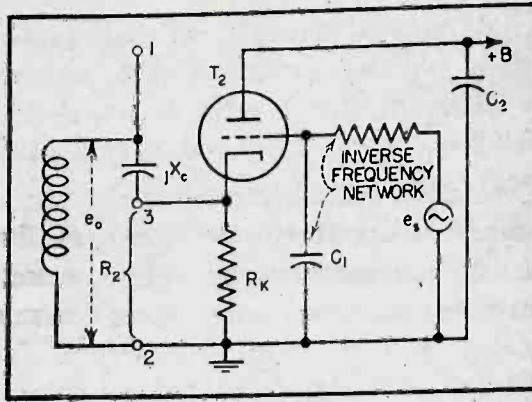 1
T2
+B
C2
jXc
INVERSE
FREQUENCY
NETWORK
3
eo
es
R2
RK
C1
2